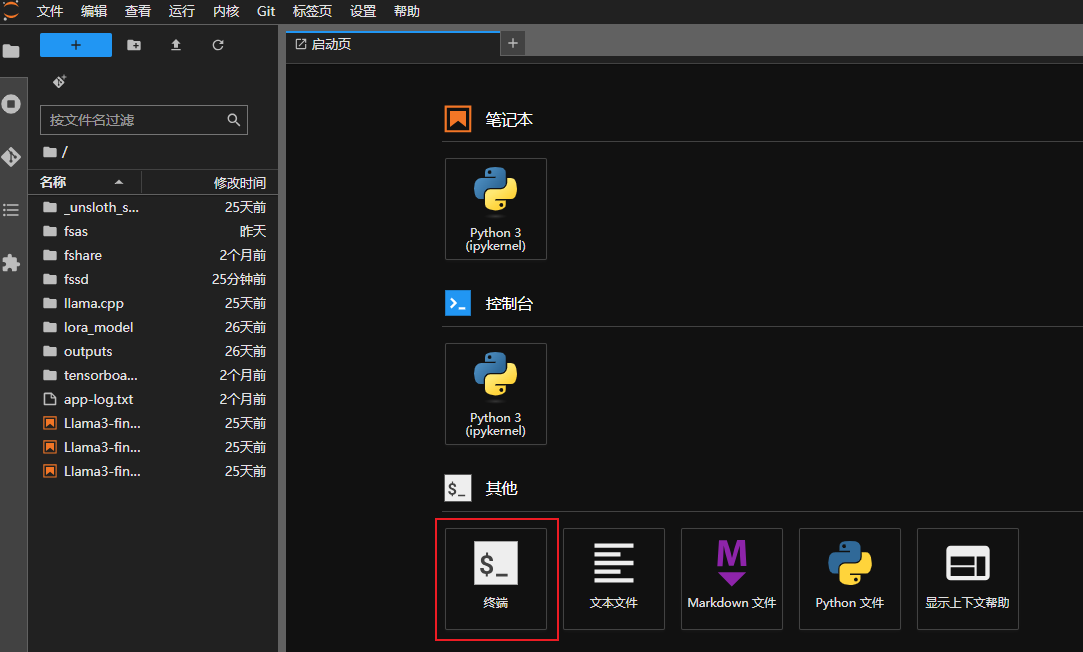 文件 编辑 查看 运行 内核 Git 标签页 设置 帮助
启动页
按文件名过滤
/
名称 修改时间
_unsloth_s... 25天前
fsas 昨天
fshare 2个月前
fssd 25分钟前
llama.cpp 25天前
lora_model 26天前
outputs 26天前
tensorboa... 2个月前
app-log.txt 2个月前
Llama3-fin... 25天前
Llama3-fin... 25天前
Llama3-fin... 25天前
笔记本
Python 3
(ipykernel)
控制台
Python 3
(ipykernel)
$_ 其他
$_
终端
文本文件
M
Markdown 文件
Python 文件
显示上下文帮助